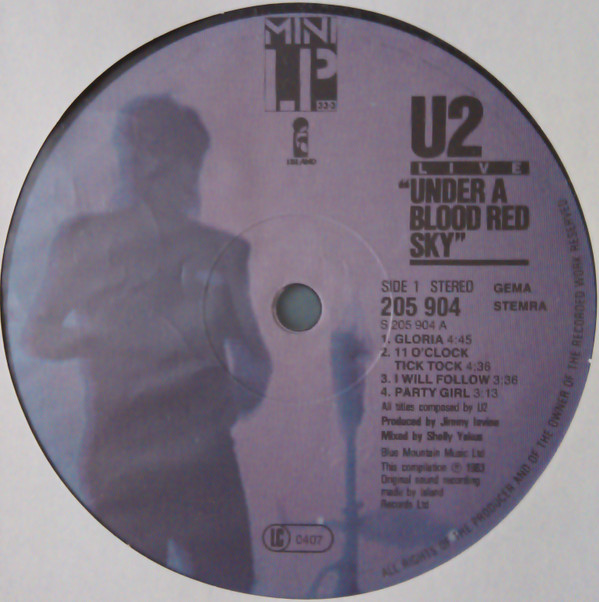 MINI
LP
33⅓
ISLAND
U2
LIVE
"UNDER A
BLOOD RED
SKY"
SIDE 1 STEREO GEMA
205 904 STEMRA
S 205 904 A
1. GLORIA 4:45
2. 11 O'CLOCK
TICK TOCK 4:36
3. I WILL FOLLOW 3:36
4. PARTY GIRL 3:13
All titles composed by U2
Produced by Jimmy Iovine
Mixed by Shelly Yakus
Blue Mountain Music Ltd
This compilation ℗ 1983
Original sound recording
made by Island
Records Ltd
LC 0407
ALL RIGHTS OF THE PRODUCER AND OF THE OWNER OF THE RECORDED WORK RESERVED